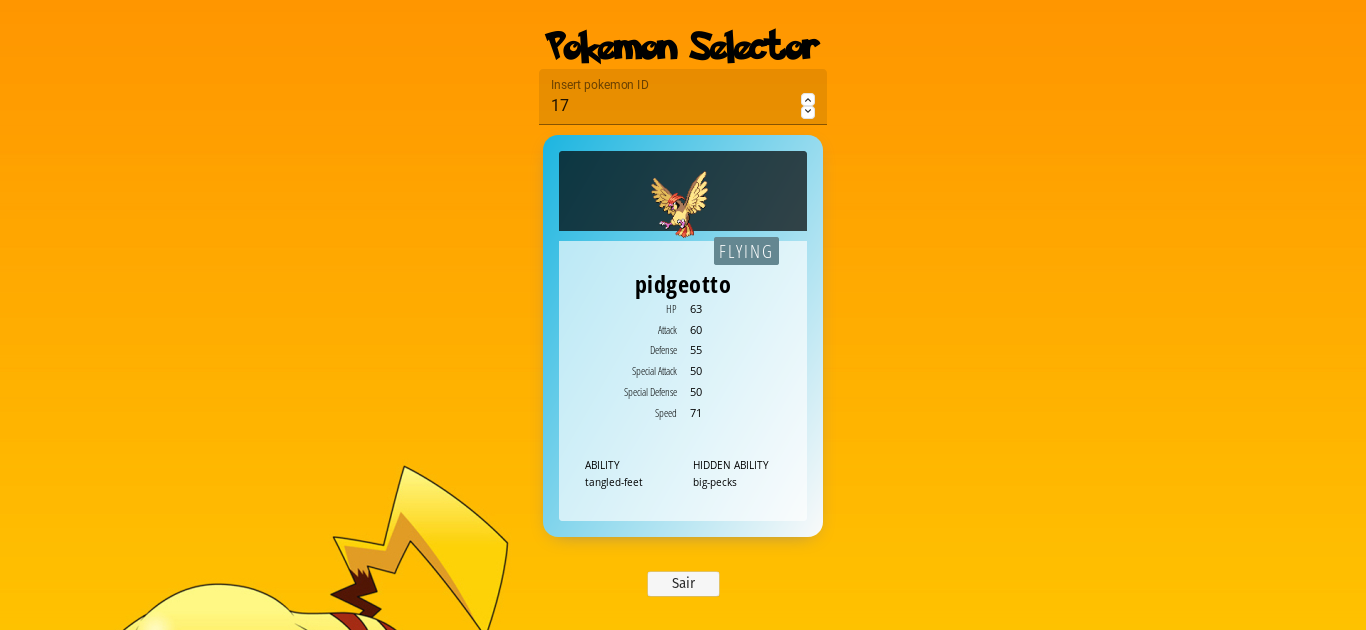 Pokemon Selector
Insert pokemon ID
17
FLYING
pidgeotto
HP 63
Attack 60
Defense 55
Special Attack 50
Special Defense 50
Speed 71
ABILITY HIDDEN ABILITY
tangled-feet big-pecks
Sair